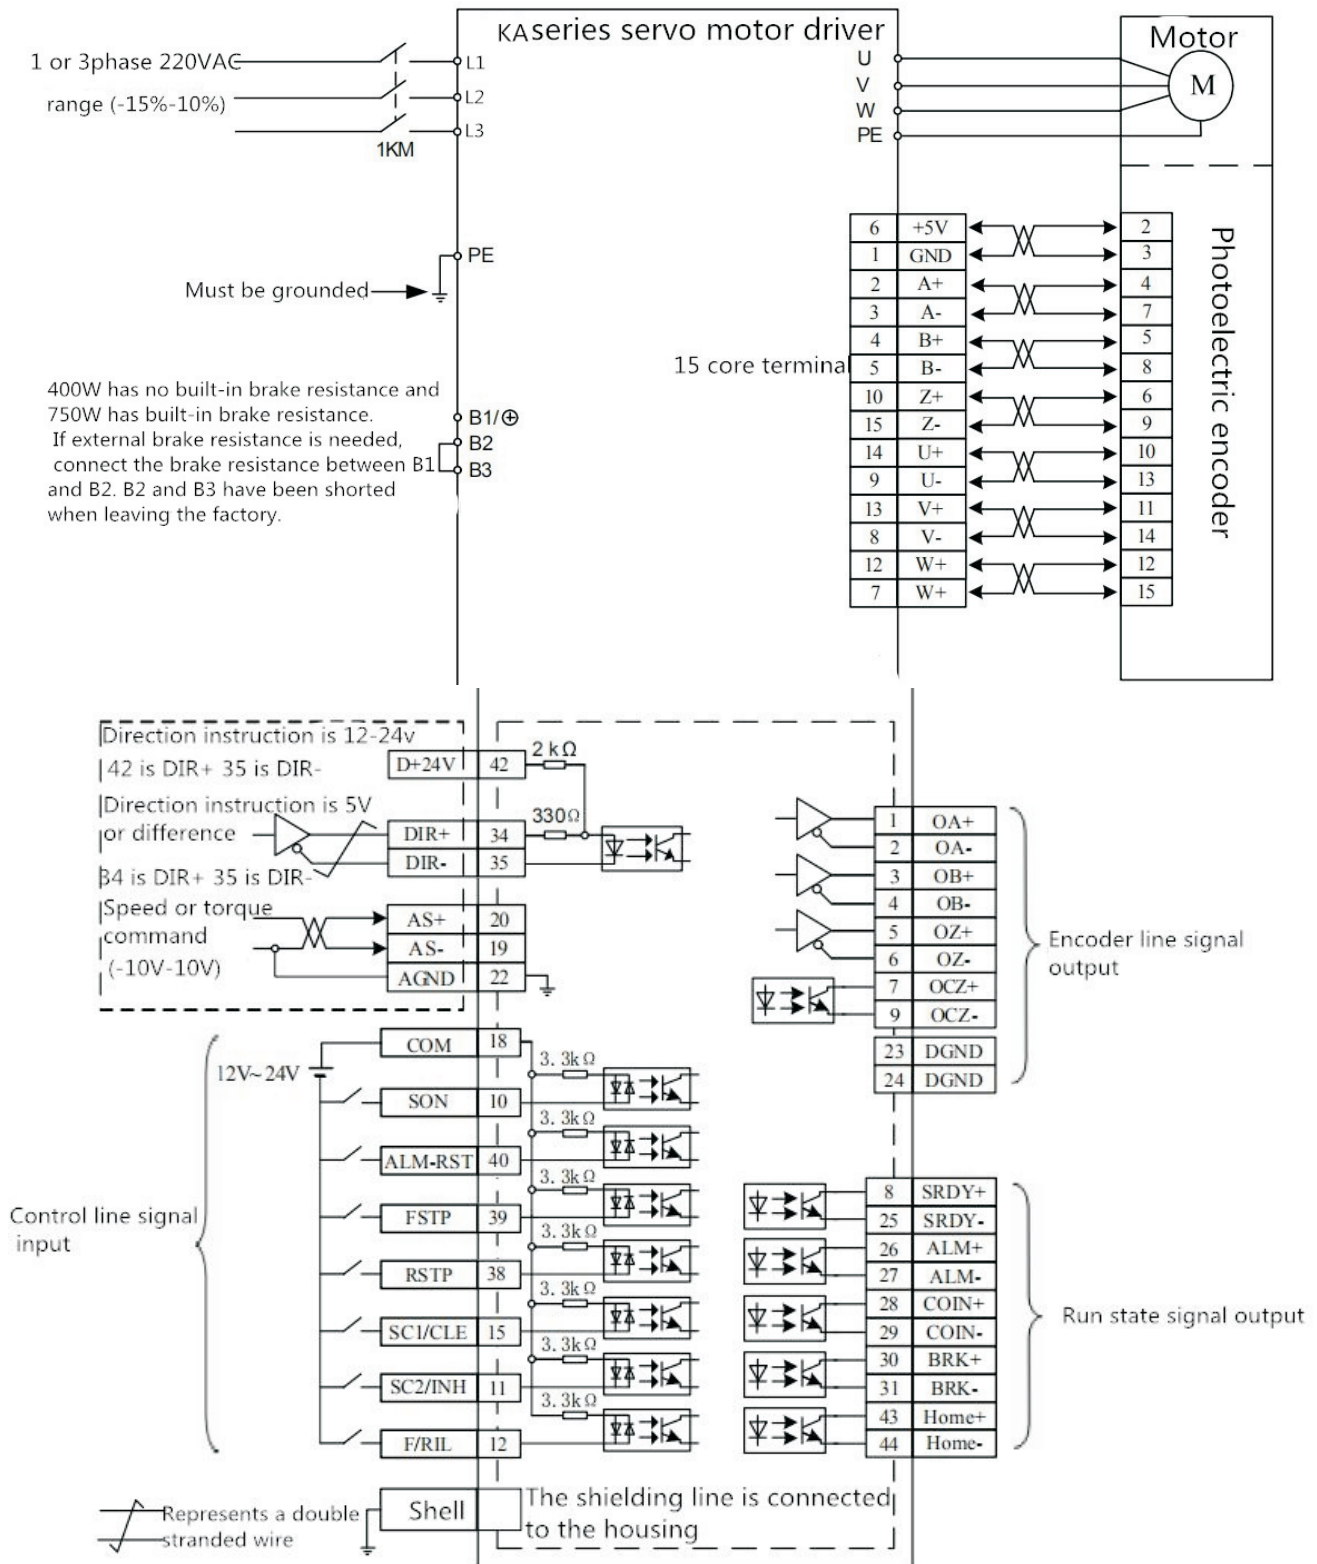 KA series servo motor driver
1 or 3phase 220VAC
range (-15%-10%)
L1
L2
L3
1KM
PE
Must be grounded
400W has no built-in brake resistance and
750W has built-in brake resistance.
If external brake resistance is needed,
connect the brake resistance between B1
and B2. B2 and B3 have been shorted
when leaving the factory.
B1/⊕
B2
B3
U
V
W
PE
Motor
M
15 core terminal
6 +5V 2
1 GND 3
2 A+ 4
3 A- 7
4 B+ 5
5 B- 8
10 Z+ 6
15 Z- 9
14 U+ 10
9 U- 13
13 V+ 11
8 V- 14
12 W+ 12
7 W+ 15
Photoelectric encoder
Direction instruction is 12-24v
42 is DIR+ 35 is DIR-
Direction instruction is 5V
or difference
34 is DIR+ 35 is DIR-
Speed or torque
command
(-10V-10V)
D+24V 42 2kΩ
DIR+ 34 330Ω
DIR- 35
AS+ 20
AS- 19
AGND 22
1 OA+
2 OA-
3 OB+
4 OB-
5 OZ+
6 OZ-
7 OCZ+
9 OCZ-
23 DGND
24 DGND
Encoder line signal
output
Control line signal
input
12V~24V
COM 18
3.3kΩ
SON 10
3.3kΩ
ALM-RST 40
3.3kΩ
FSTP 39
3.3kΩ
RSTP 38
3.3kΩ
SC1/CLE 15
3.3kΩ
SC2/INH 11
3.3kΩ
F/RIL 12
8 SRDY+
25 SRDY-
26 ALM+
27 ALM-
28 COIN+
29 COIN-
30 BRK+
31 BRK-
43 Home+
44 Home-
Run state signal output
Represents a double
stranded wire
Shell
The shielding line is connected
to the housing